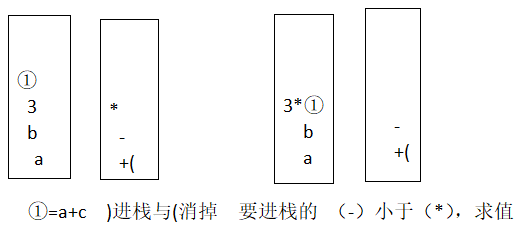 ①
3
b
a
*
-
+(
3*①
b
a
-
+(
①=a+c )进栈与(消掉 要进栈的 （-）小于（*），求值